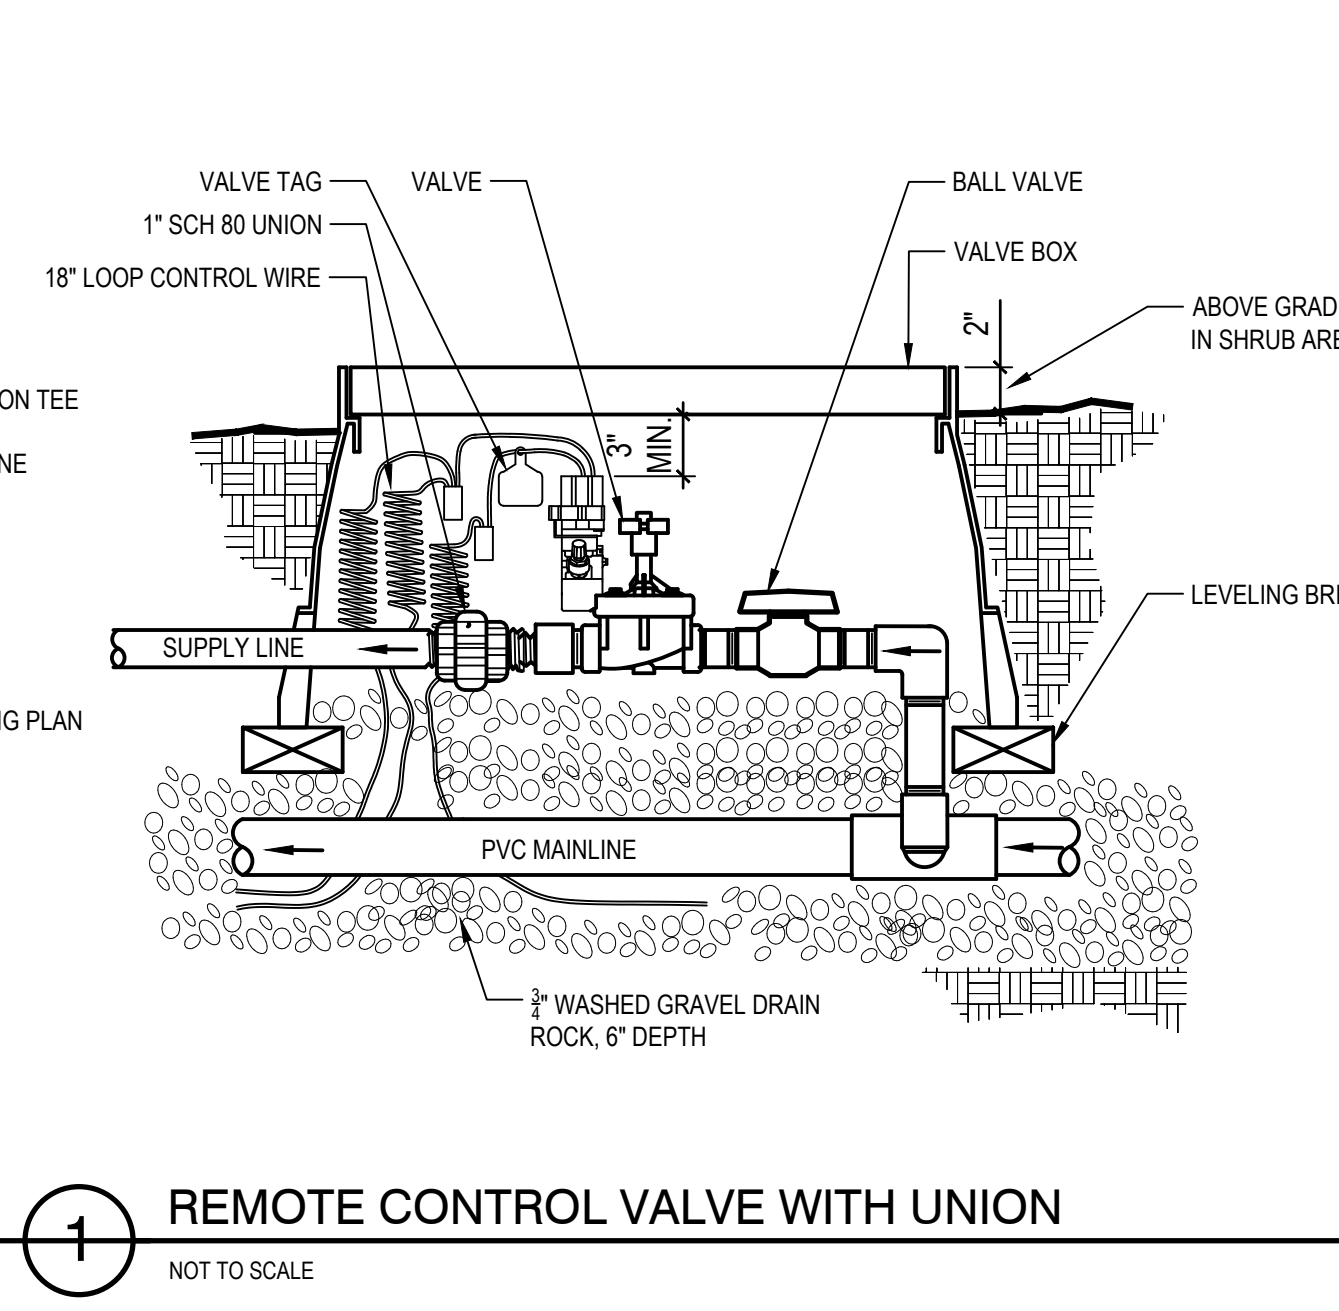 VALVE TAG
VALVE
BALL VALVE
1" SCH 80 UNION
VALVE BOX
18" LOOP CONTROL WIRE
2"
ABOVE GRAD
IN SHRUB ARE
ON TEE
3"
MIN.
NE
LEVELING BRI
SUPPLY LINE
NG PLAN
PVC MAINLINE
3/4" WASHED GRAVEL DRAIN
ROCK, 6" DEPTH
1
REMOTE CONTROL VALVE WITH UNION
NOT TO SCALE